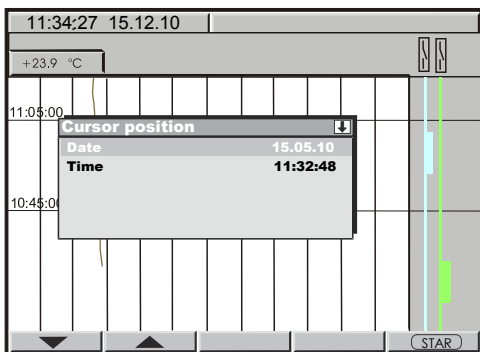 11:34:27 15.12.10
+23.9 °C
11:05:00
Cursor position
Date 15.05.10
Time 11:32:48
10:45:00
STAR